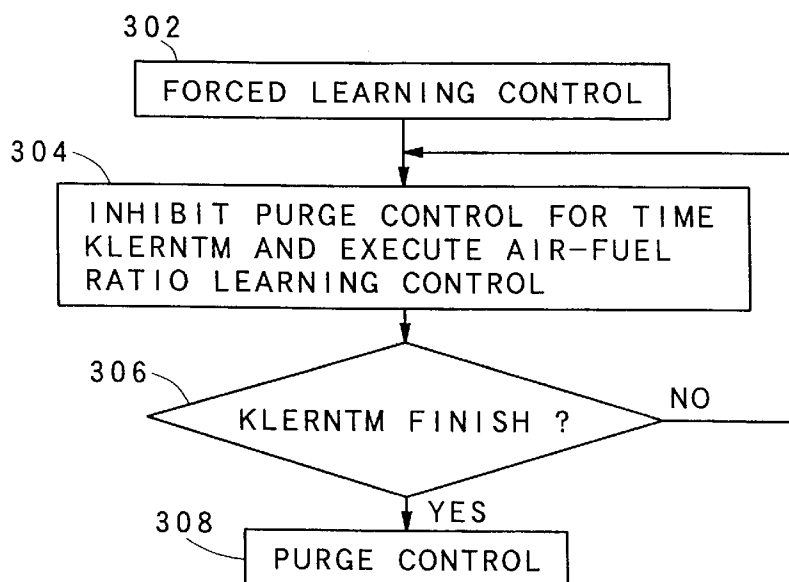 302
FORCED LEARNING CONTROL
304
INHIBIT PURGE CONTROL FOR TIME
KLERNTM AND EXECUTE AIR-FUEL
RATIO LEARNING CONTROL
306
KLERNTM FINISH ?
NO
YES
308
PURGE CONTROL